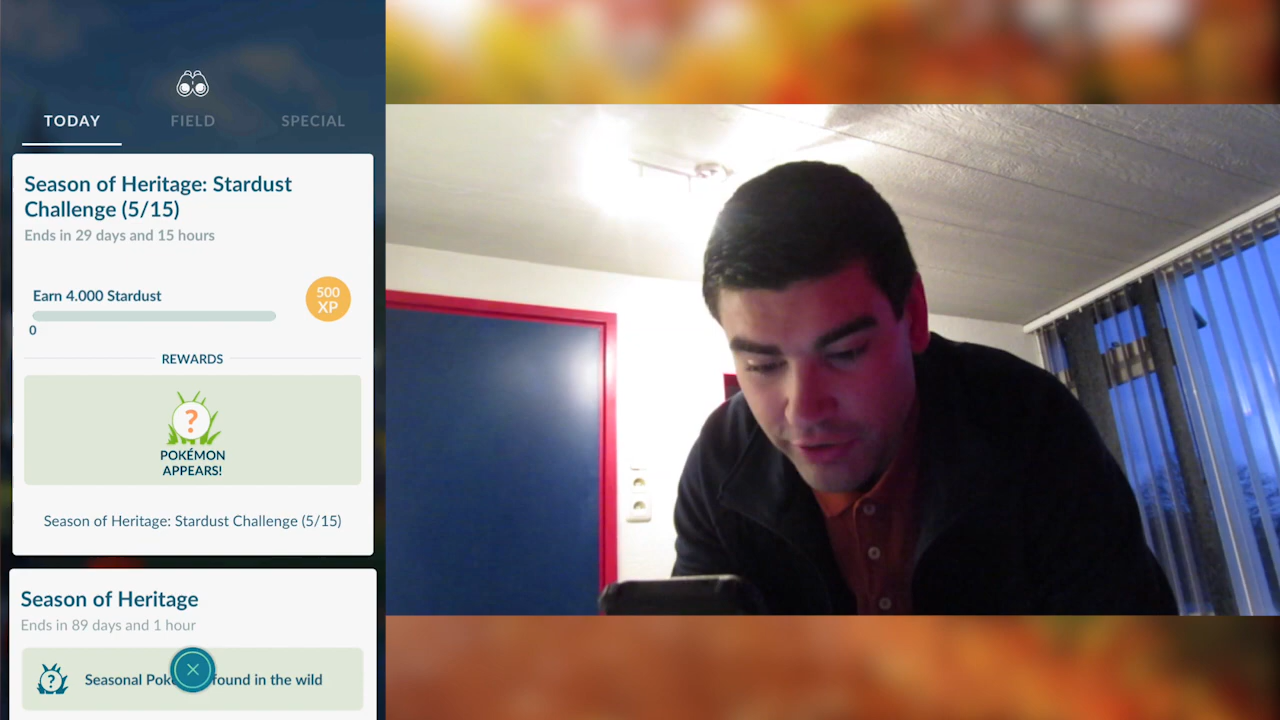 TODAY
FIELD
SPECIAL
Season of Heritage: Stardust
Challenge (5/15)
Ends in 29 days and 15 hours
Earn 4.000 Stardust
500
XP
0
REWARDS
?
POKÉMON
APPEARS!
Season of Heritage: Stardust Challenge (5/15)
Season of Heritage
Ends in 89 days and 1 hour
?
Seasonal found in the wild